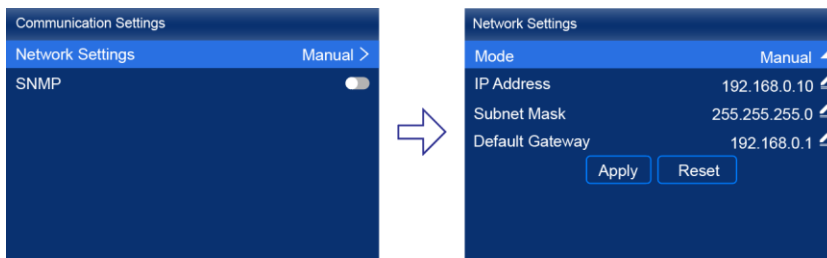 Communication Settings
Network Settings Manual >
SNMP
Network Settings
Mode Manual
IP Address 192.168.0.10
Subnet Mask 255.255.255.0
Default Gateway 192.168.0.1
Apply Reset